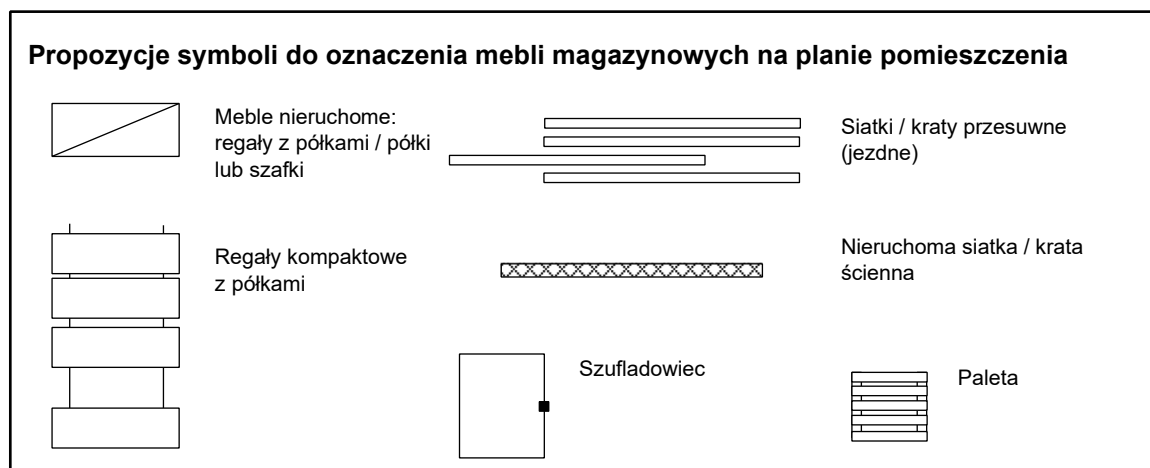 Propozycje symboli do oznaczenia mebli magazynowych na planie pomieszczenia
Meble nieruchome:
regały z półkami / półki
lub szafki
Siatki / kraty przesuwne
(jezdne)
Regały kompaktowe
z półkami
Nieruchoma siatka / krata
ścienna
Szufladowiec
Paleta